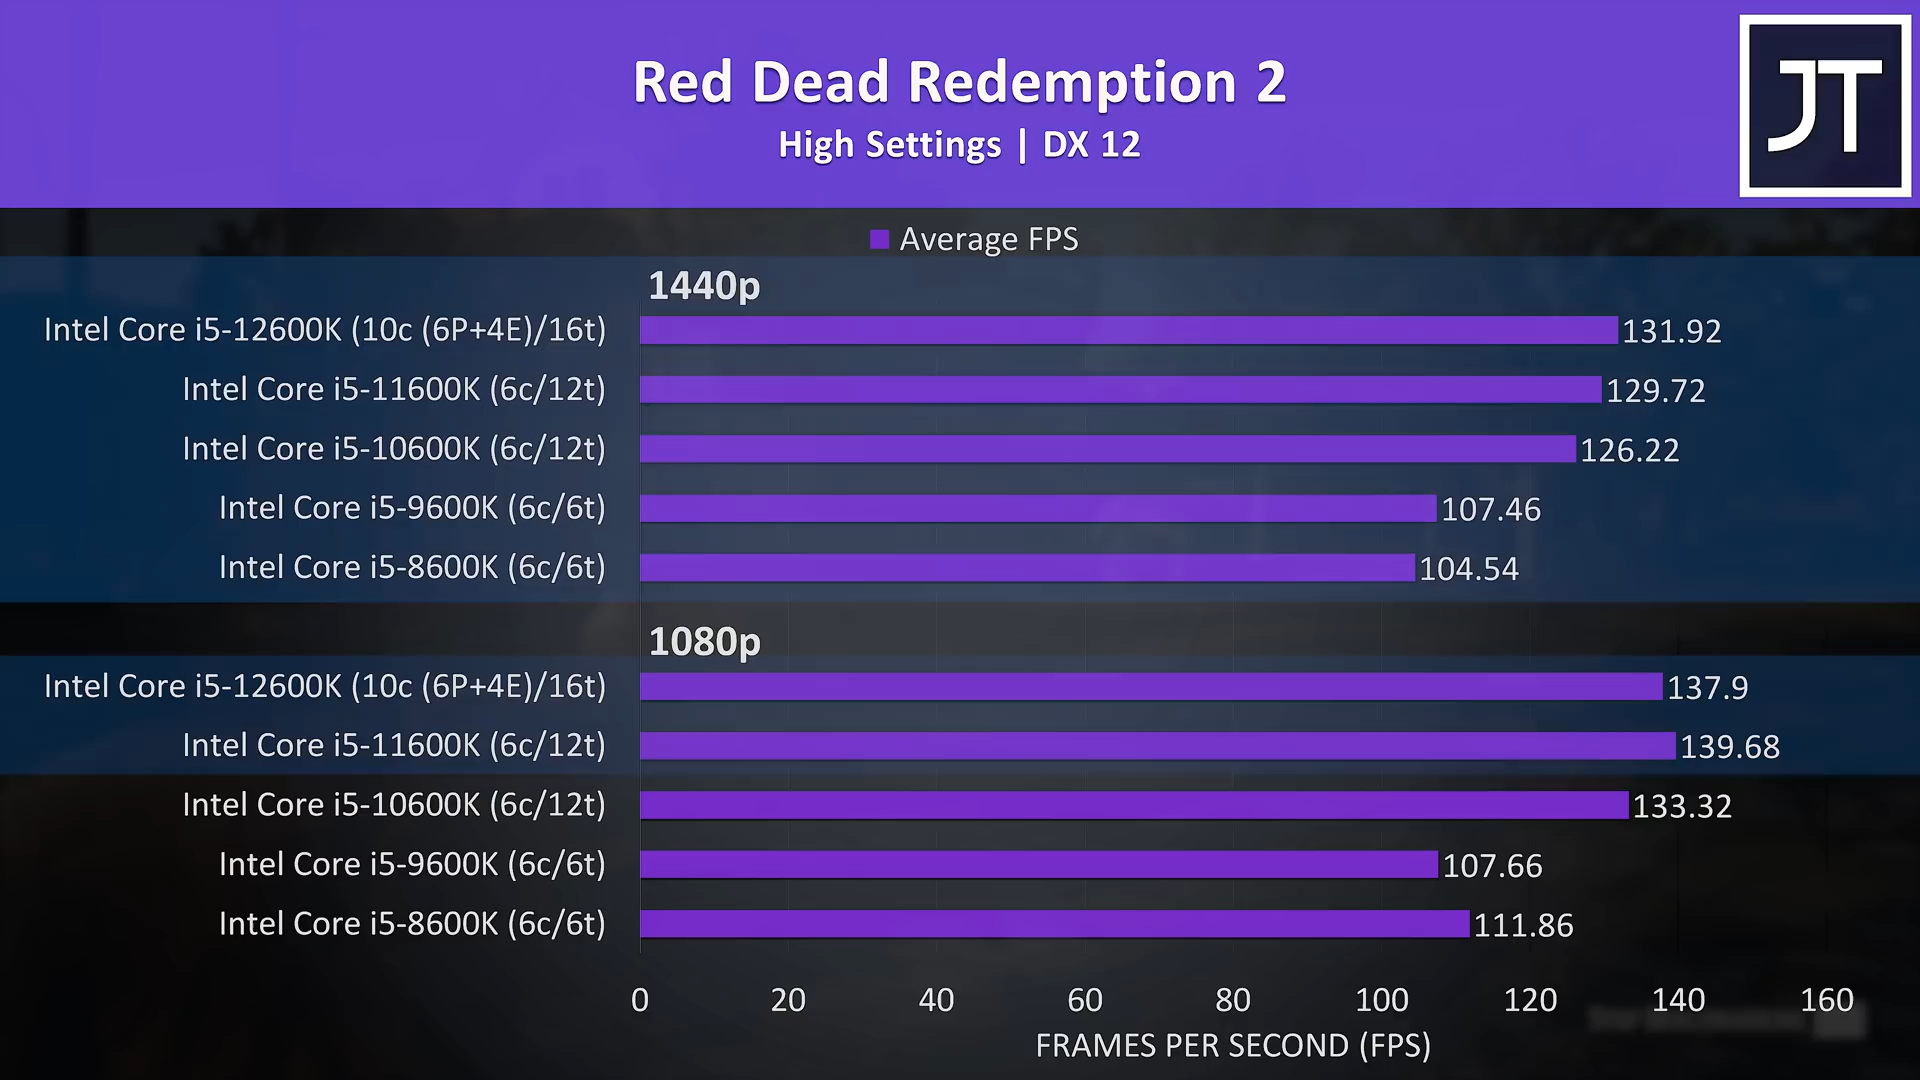 Red Dead Redemption 2
High Settings | DX 12
JT
Average FPS
1440p
Intel Core i5-12600K (10c (6P+4E)/16t) 131.92
Intel Core i5-11600K (6c/12t) 129.72
Intel Core i5-10600K (6c/12t) 126.22
Intel Core i5-9600K (6c/6t) 107.46
Intel Core i5-8600K (6c/6t) 104.54
1080p
Intel Core i5-12600K (10c (6P+4E)/16t) 137.9
Intel Core i5-11600K (6c/12t) 139.68
Intel Core i5-10600K (6c/12t) 133.32
Intel Core i5-9600K (6c/6t) 107.66
Intel Core i5-8600K (6c/6t) 111.86
0 20 40 60 80 100 120 140 160
FRAMES PER SECOND (FPS)